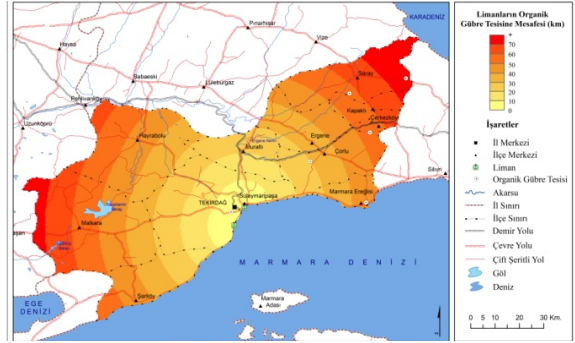 KARADENİZ
Pınarhisar
Vize
Haysa
Babaeski
Lüleburgaz
Saray
Pehlivanköy
Kapaklı
Çerkezköy
Uzunköprü
Hayrabolu
Ergene
Muratlı
Çorlu
Silivri
Marmara Ereğlisi
TEKİRDAĞ
Süleymanpaşa
Malkara
MARMARA DENİZİ
Şarköy
Marmara
Adası
EGE
DENİZİ
Limanların Organik
Gübre Tesisine Mesafesi (km)
+
70
60
50
40
30
20
10
0
İşaretler
İl Merkezi
İlçe Merkezi
Liman
Organik Gübre Tesisi
Akarsu
İl Sınırı
İlçe Sınırı
Demir Yolu
Çevre Yolu
Çift Şeritli Yol
Göl
Deniz
0 5 10 20 30 Km.